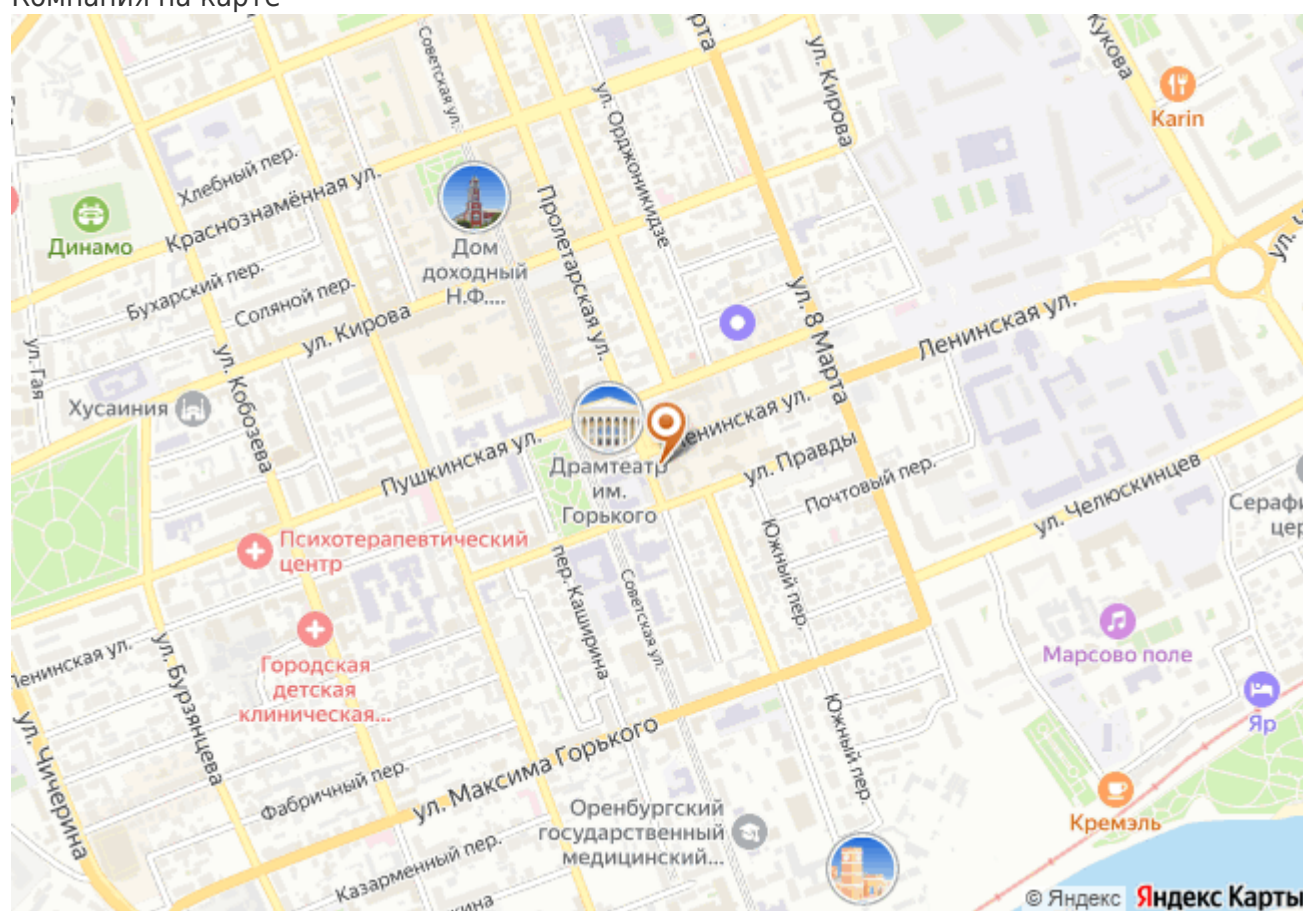 Компания на карте
Советская ул.
рта
ул. Кирова
Жукова
Karin
ул. Орджоникидзе
Хлебный пер.
Краснознамённая ул.
Динамо
Пролетарская ул.
Дом
доходный
Н.Ф....
Бухарский пер.
Соляной пер.
ул. Кирова
ул. Гая
ул. 8 Марта
Ленинская ул.
ул. Ч
Хусаиния
ул. Кобозева
Пушкинская ул.
Драмтеатр
им.
Горького
енинская ул.
ул. Правды
Почтовый пер.
ул. Челюскинцев
Серафи
цер
Психотерапевтический
центр
пер. Каширина
Советская ул.
Южный пер.
Городская
детская
клиническая...
Ленинская ул.
ул. Бурзянцева
Марсово поле
Яр
ул. Чичерина
Фабричный пер.
ул. Максима Горького
Южный пер.
Оренбургский
государственный
медицинский...
Кремэль
Казарменный пер.
кина
© Яндекс Яндекс Карты